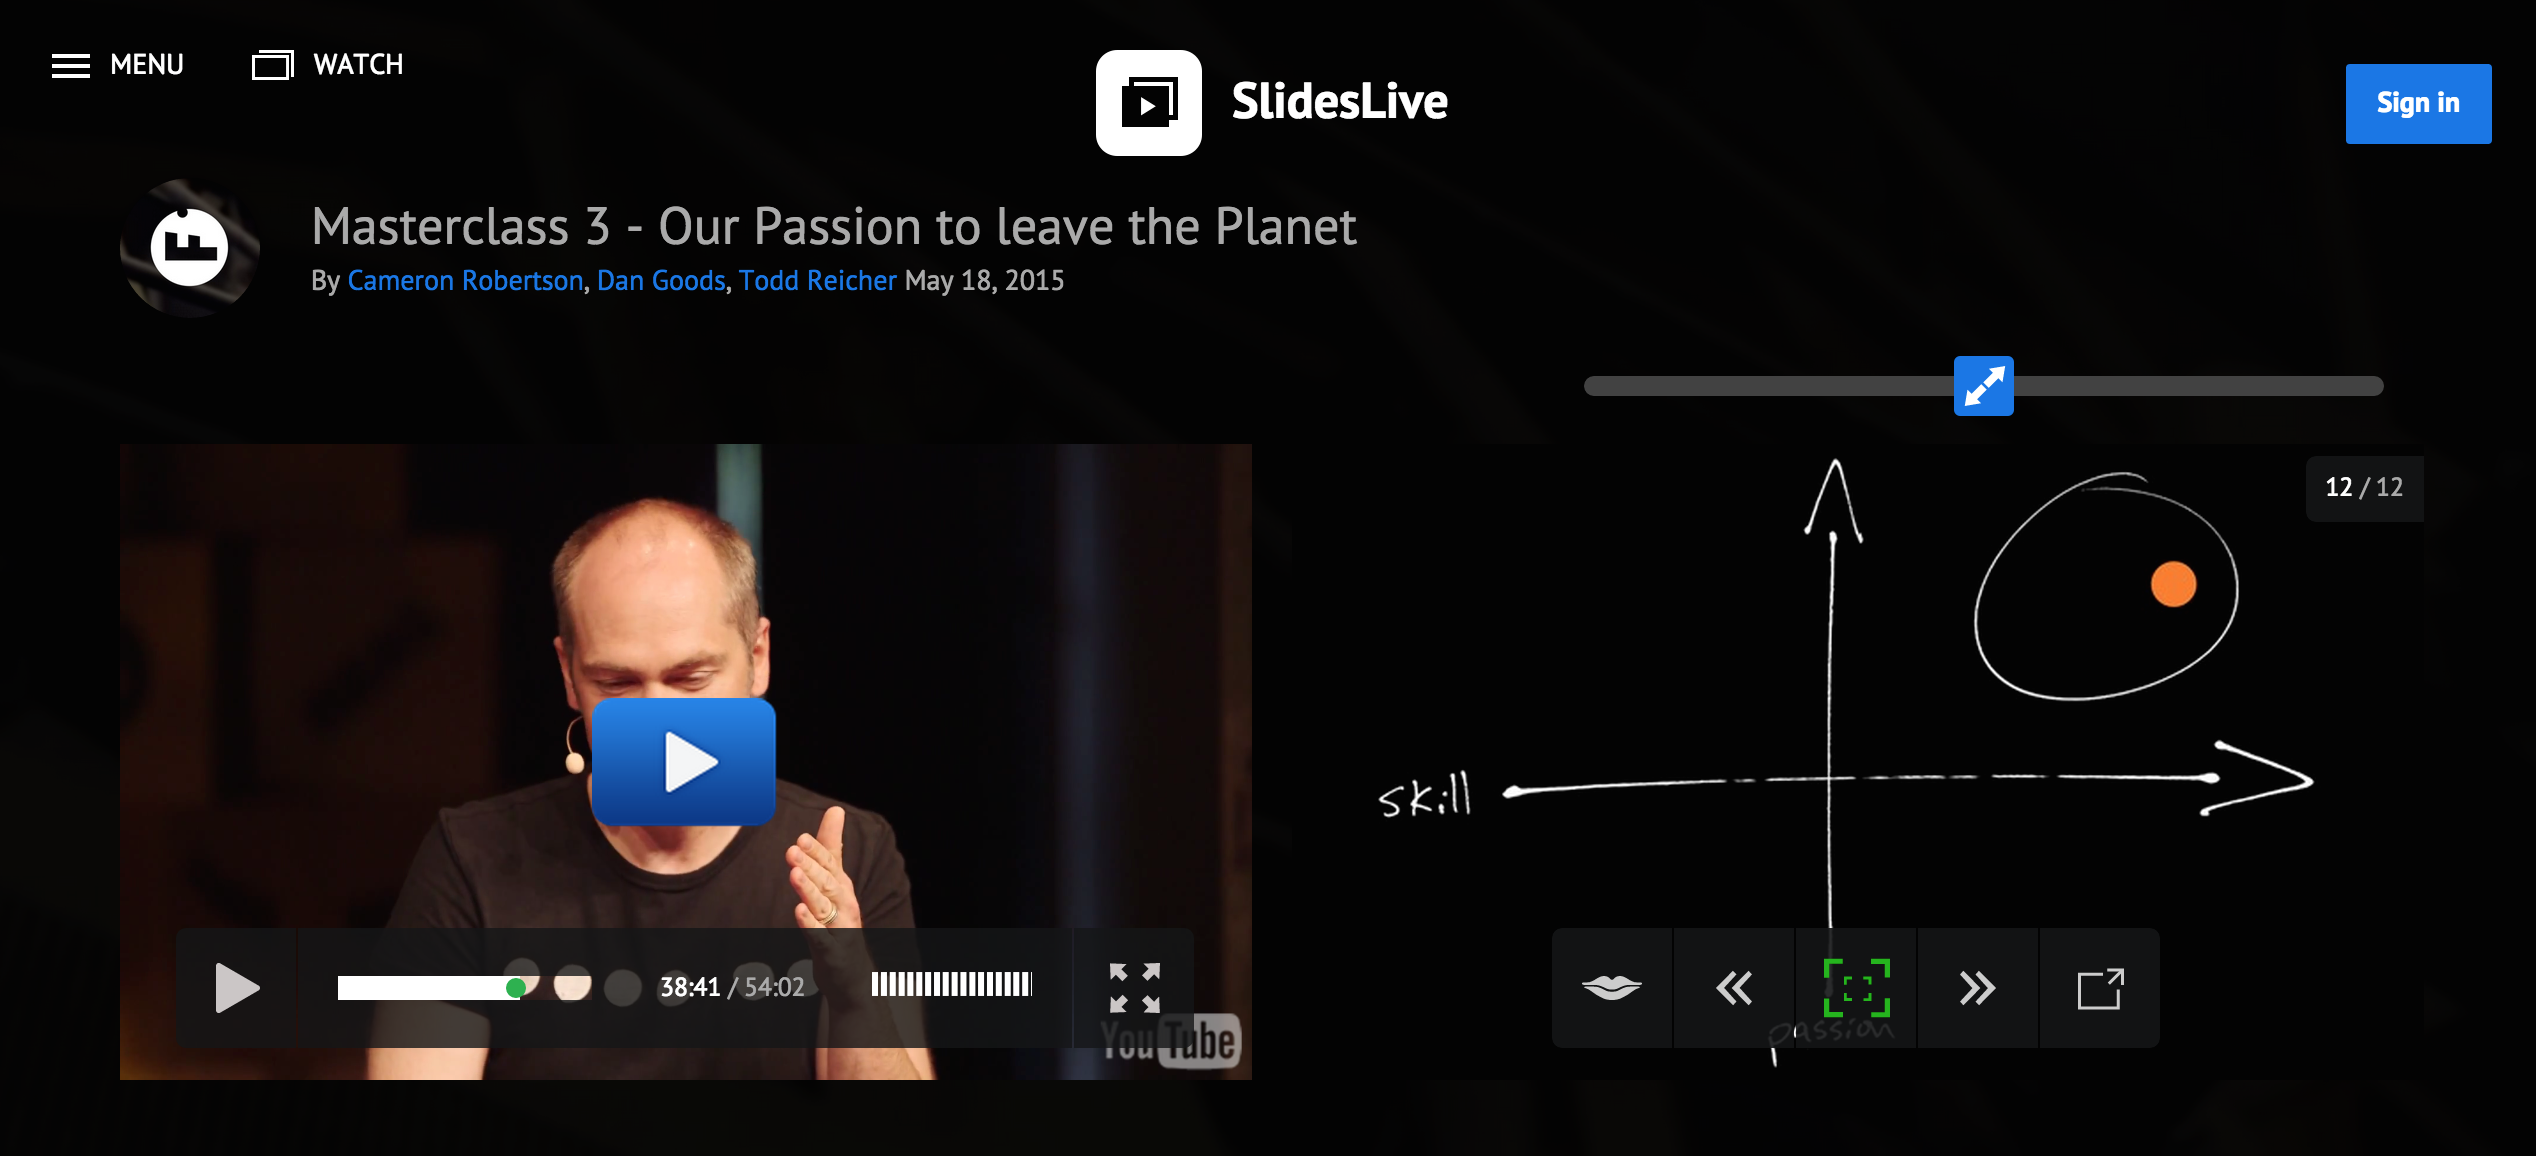 MENU
WATCH
SlidesLive
Sign in
F
Masterclass 3 - Our Passion to leave the Planet
By Cameron Robertson, Dan Goods, Todd Reicher May 18, 2015
12 / 12
skill
38:41 / 54:02
YouTube
passion